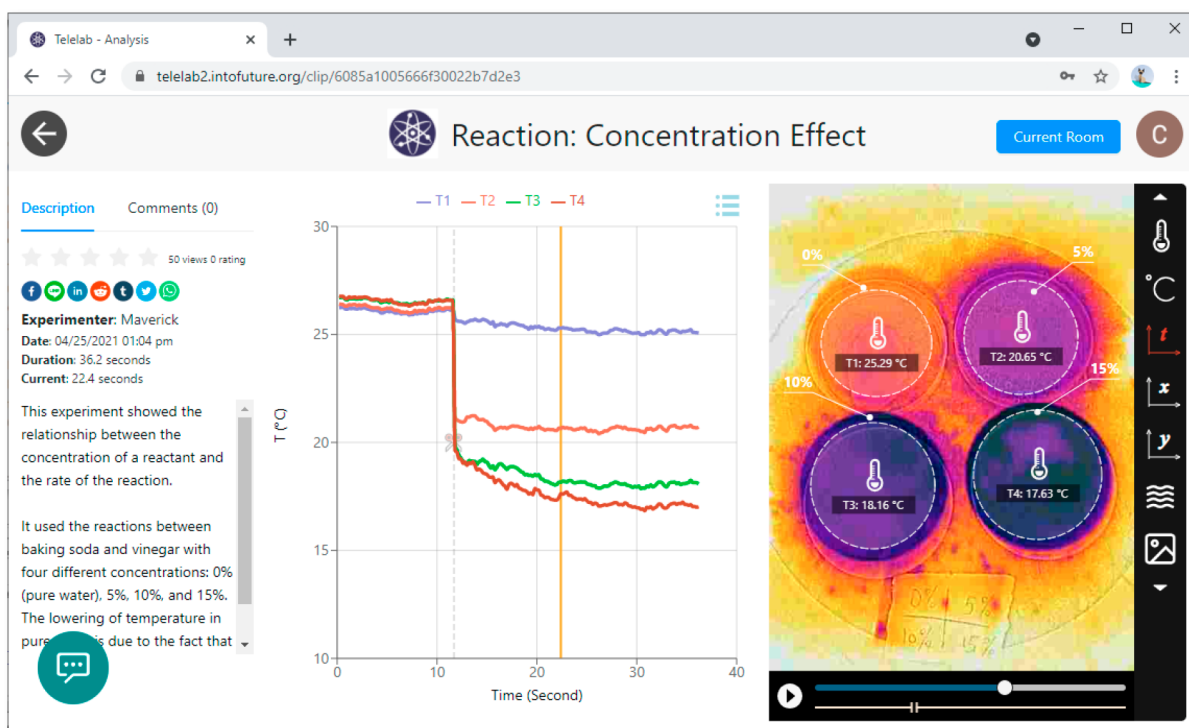 Telelab - Analysis
telelab2.intofuture.org/clip/6085a1005666f30022b7d2e3
Reaction: Concentration Effect
Current Room
C
Description
Comments (0)
50 views 0 rating
Experimenter: Maverick
Date: 04/25/2021 01:04 pm
Duration: 36.2 seconds
Current: 22.4 seconds
This experiment showed the
relationship between the
concentration of a reactant and
the rate of the reaction.
It used the reactions between
baking soda and vinegar with
four different concentrations: 0%
(pure water), 5%, 10%, and 15%.
The lowering of temperature in
pure is due to the fact that
T1 T2 T3 T4
30
25
20
15
10
T (°C)
0 10 20 30 40
Time (Second)
0%
5%
T1: 25.29 °C
T2: 20.65 °C
10%
15%
T3: 18.16 °C
T4: 17.63 °C
0% 5%
10% 15%
°C
t
x
y